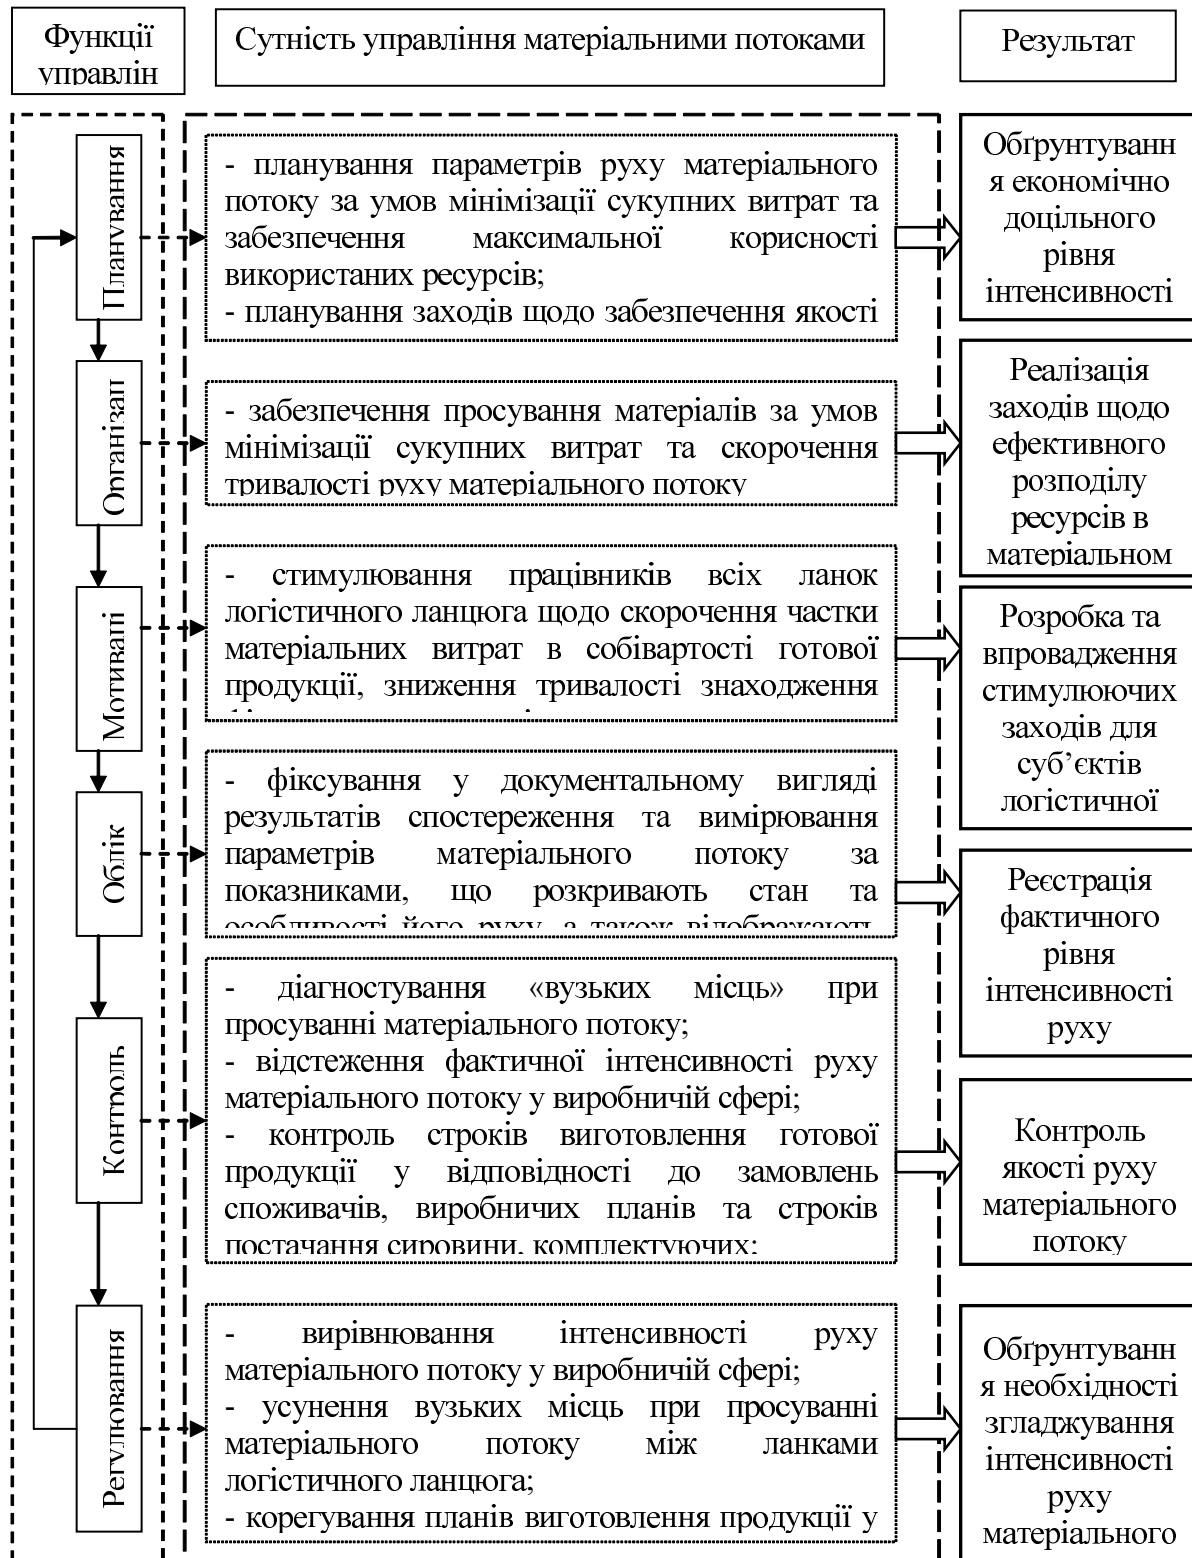 Функції
управлін
Сутність управління матеріальними потоками
Результат
Планування
- планування параметрів руху матеріального
потоку за умов мінімізації сукупних витрат та
забезпечення максимальної корисності
використаних ресурсів;
- планування заходів щодо забезпечення якості
Обґрунтуванн
я економічно
доцільного
рівня
інтенсивності
Організац
- забезпечення просування матеріалів за умов
мінімізації сукупних витрат та скорочення
тривалості руху матеріального потоку
Реалізація
заходів щодо
ефективного
розподілу
ресурсів в
матеріальном
Мотиваці
- стимулювання працівників всіх ланок
логістичного ланцюга щодо скорочення частки
матеріальних витрат в собівартості готової
продукції, зниження тривалості знаходження
Розробка та
впровадження
стимулюючих
заходів для
суб’єктів
логістичної
Облік
- фіксування у документальному вигляді
результатів спостереження та вимірювання
параметрів матеріального потоку за
показниками, що розкривають стан та
особливості його руху, а також відображають
Реєстрація
фактичного
рівня
інтенсивності
руху
Контроль
- діагностування «вузьких місць» при
просуванні матеріального потоку;
- відстеження фактичної інтенсивності руху
матеріального потоку у виробничій сфері;
- контроль строків виготовлення готової
продукції у відповідності до замовлень
споживачів, виробничих планів та строків
постачання сировини, комплектуючих;
Контроль
якості руху
матеріального
потоку
Регулювання
- вирівнювання інтенсивності руху
матеріального потоку у виробничій сфері;
- усунення вузьких місць при просуванні
матеріального потоку між ланками
логістичного ланцюга;
- корегування планів виготовлення продукції у
Обґрунтуванн
я необхідності
згладжування
інтенсивності
руху
матеріального